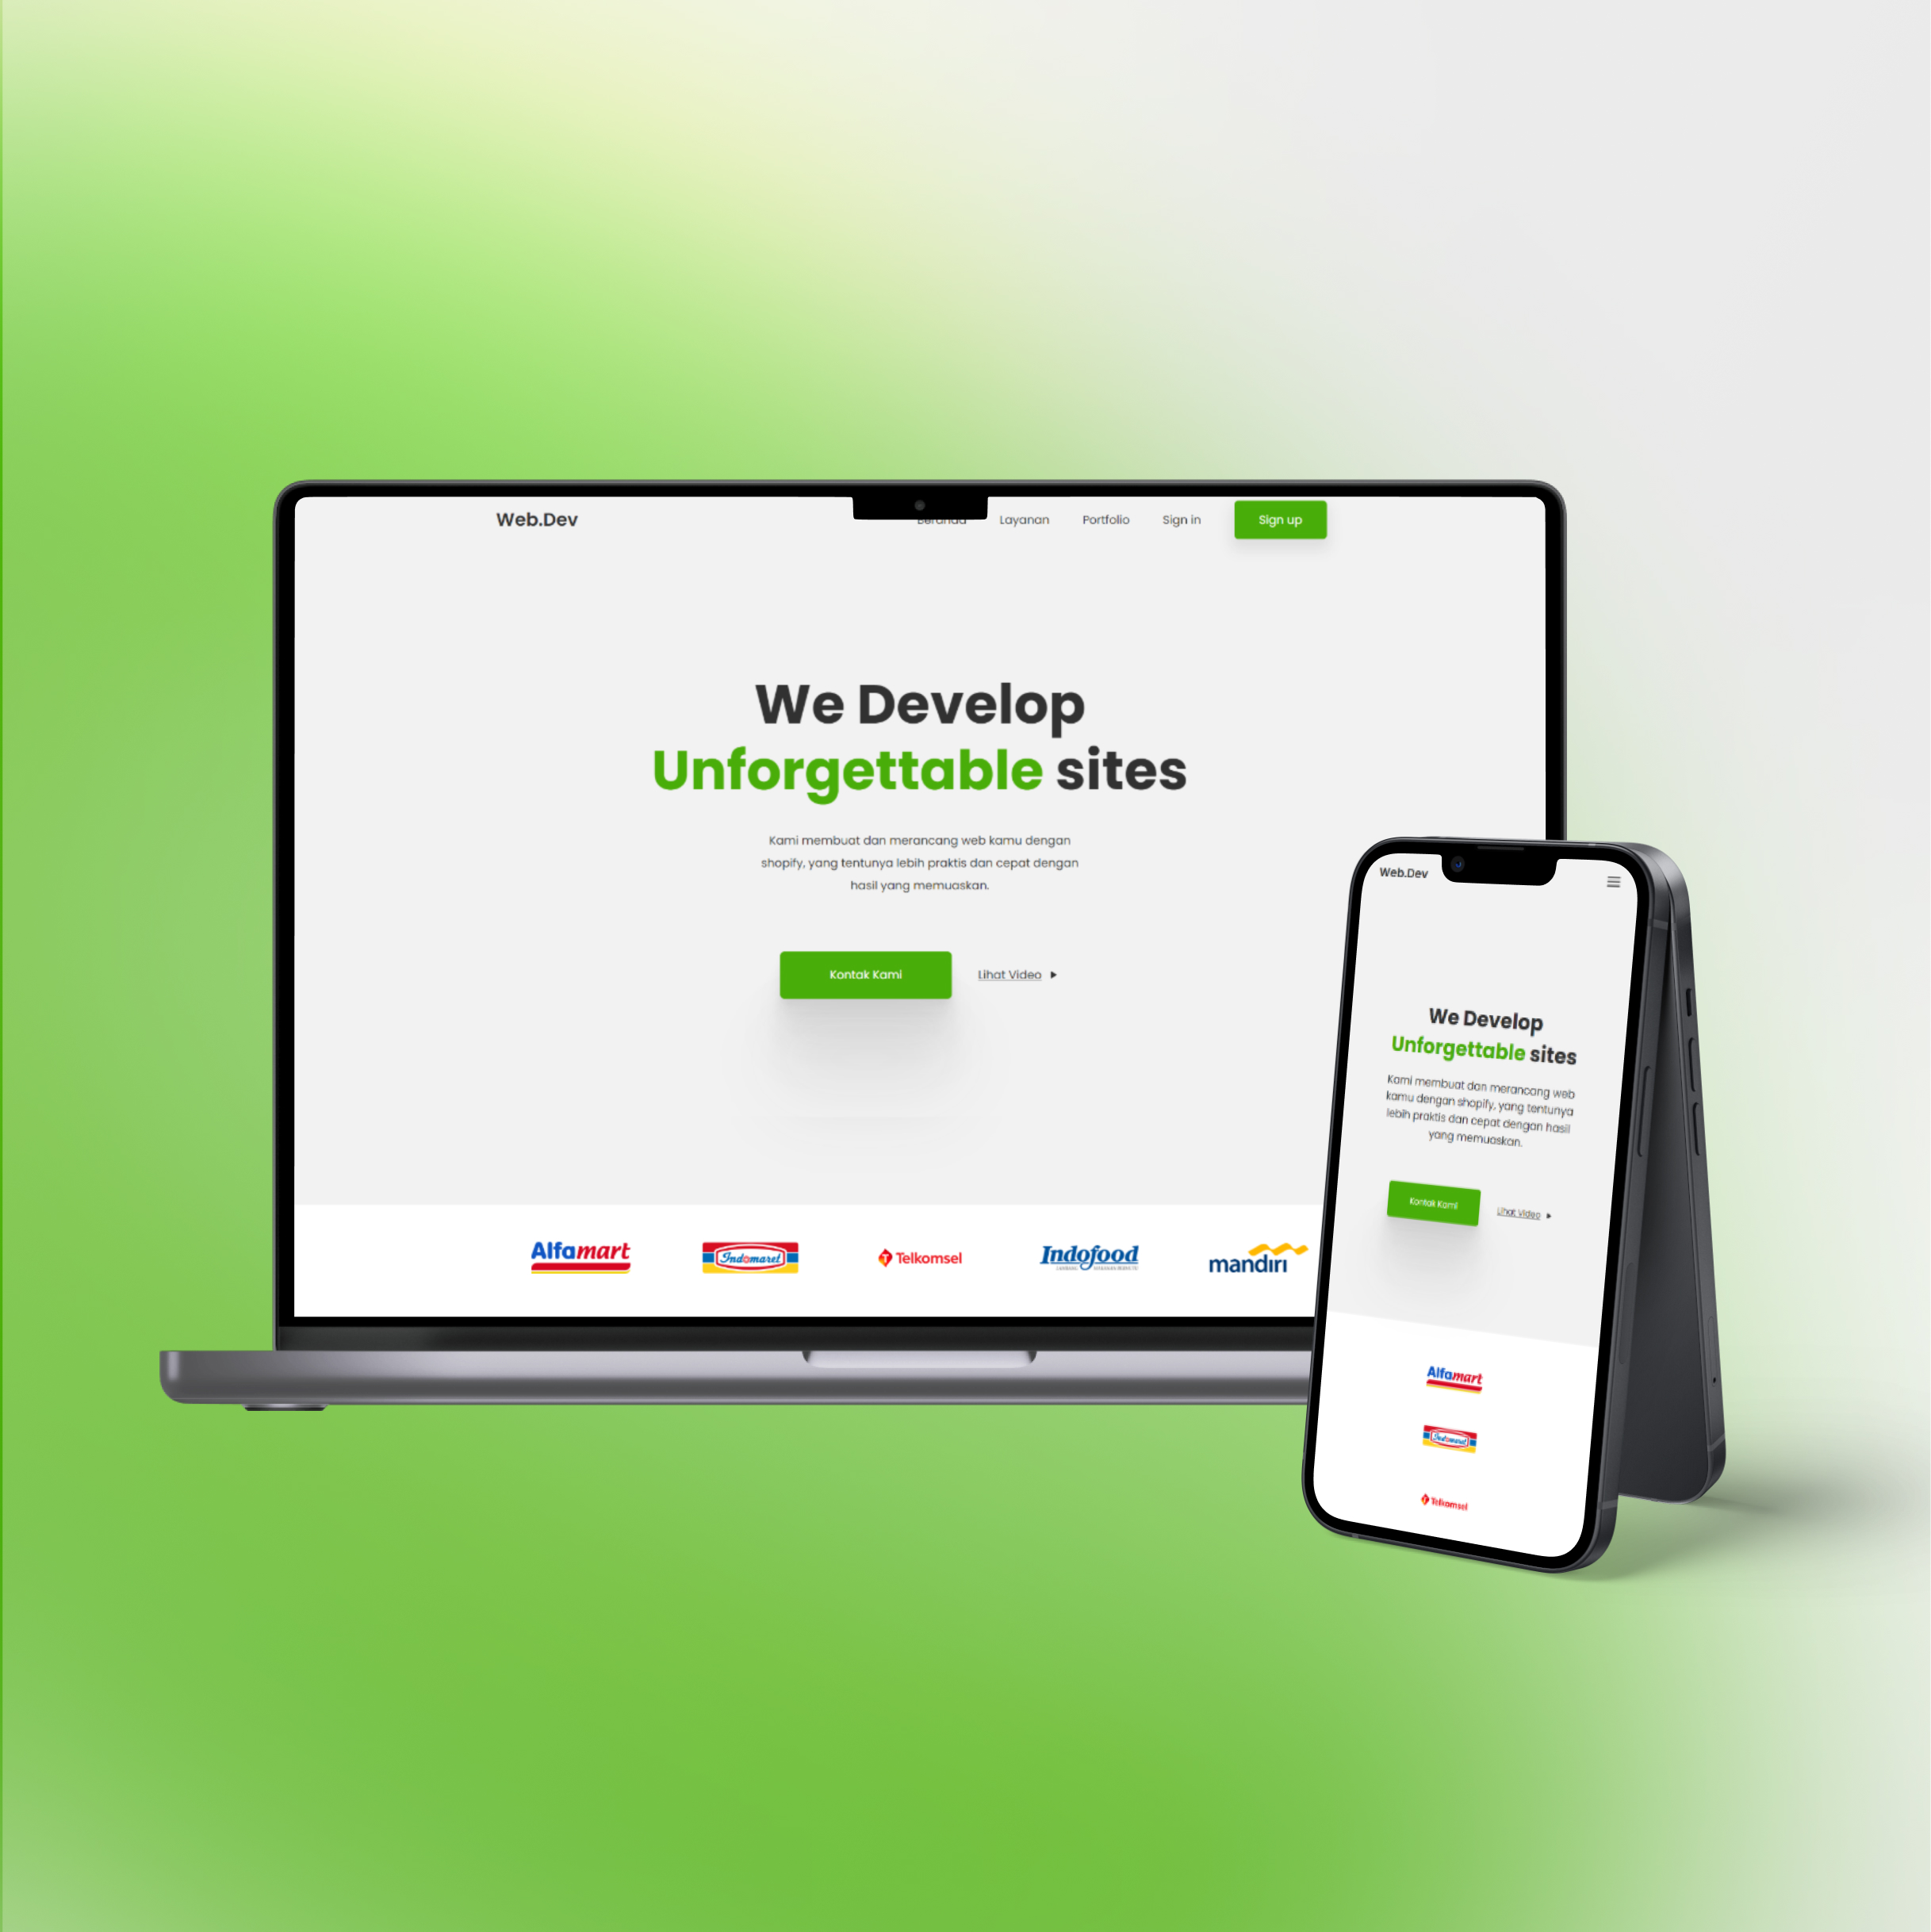 Web.Dev
Beranda Layanan Portfolio Sign in Sign up
We Develop
Unforgettable sites
Kami membuat dan merancang web kamu dengan
shopify, yang tentunya lebih praktis dan cepat dengan
hasil yang memuaskan.
Kontak Kami Lihat Video
Alfamart Indomaret Telkomsel Indofood mandiri
Web.Dev
We Develop
Unforgettable sites
Kami membuat dan merancang web
kamu dengan shopify, yang tentunya
lebih praktis dan cepat dengan hasil
yang memuaskan.
Kontak Kami Lihat Video
Alfamart
Indomaret
Telkomsel